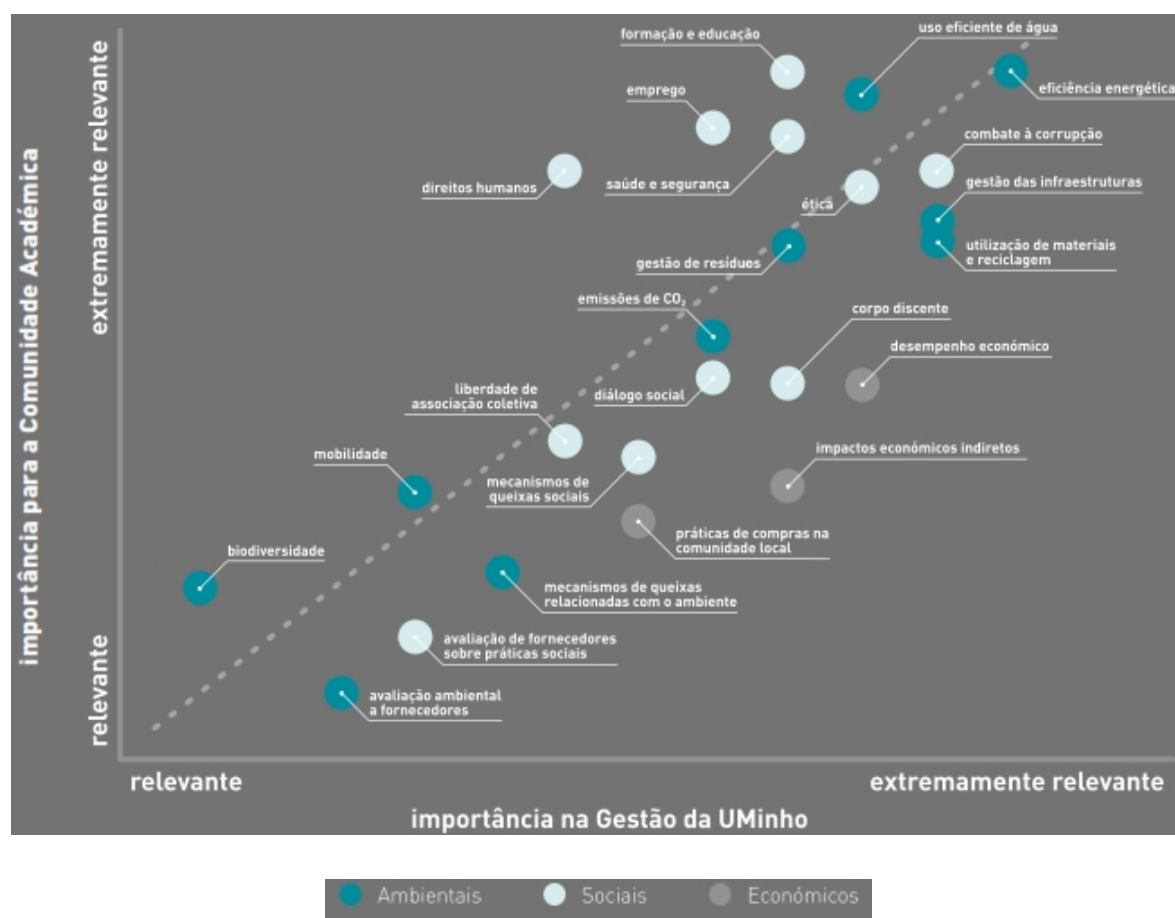 importância para a Comunidade Académica
extremamente relevante
relevante
formação e educação
uso eficiente de água
eficiência energética
emprego
combate à corrupção
direitos humanos
saúde e segurança
gestão das infraestruturas
ética
utilização de materiais
e reciclagem
gestão de resíduos
emissões de CO₂
corpo discente
desempenho económico
liberdade de
associação coletiva
diálogo social
mobilidade
impactos económicos indiretos
mecanismos de
queixas sociais
práticas de compras na
comunidade local
biodiversidade
mecanismos de queixas
relacionadas com o ambiente
avaliação de fornecedores
sobre práticas sociais
avaliação ambiental
a fornecedores
relevante
extremamente relevante
importância na Gestão da UMinho
Ambientais
Sociais
Económicos